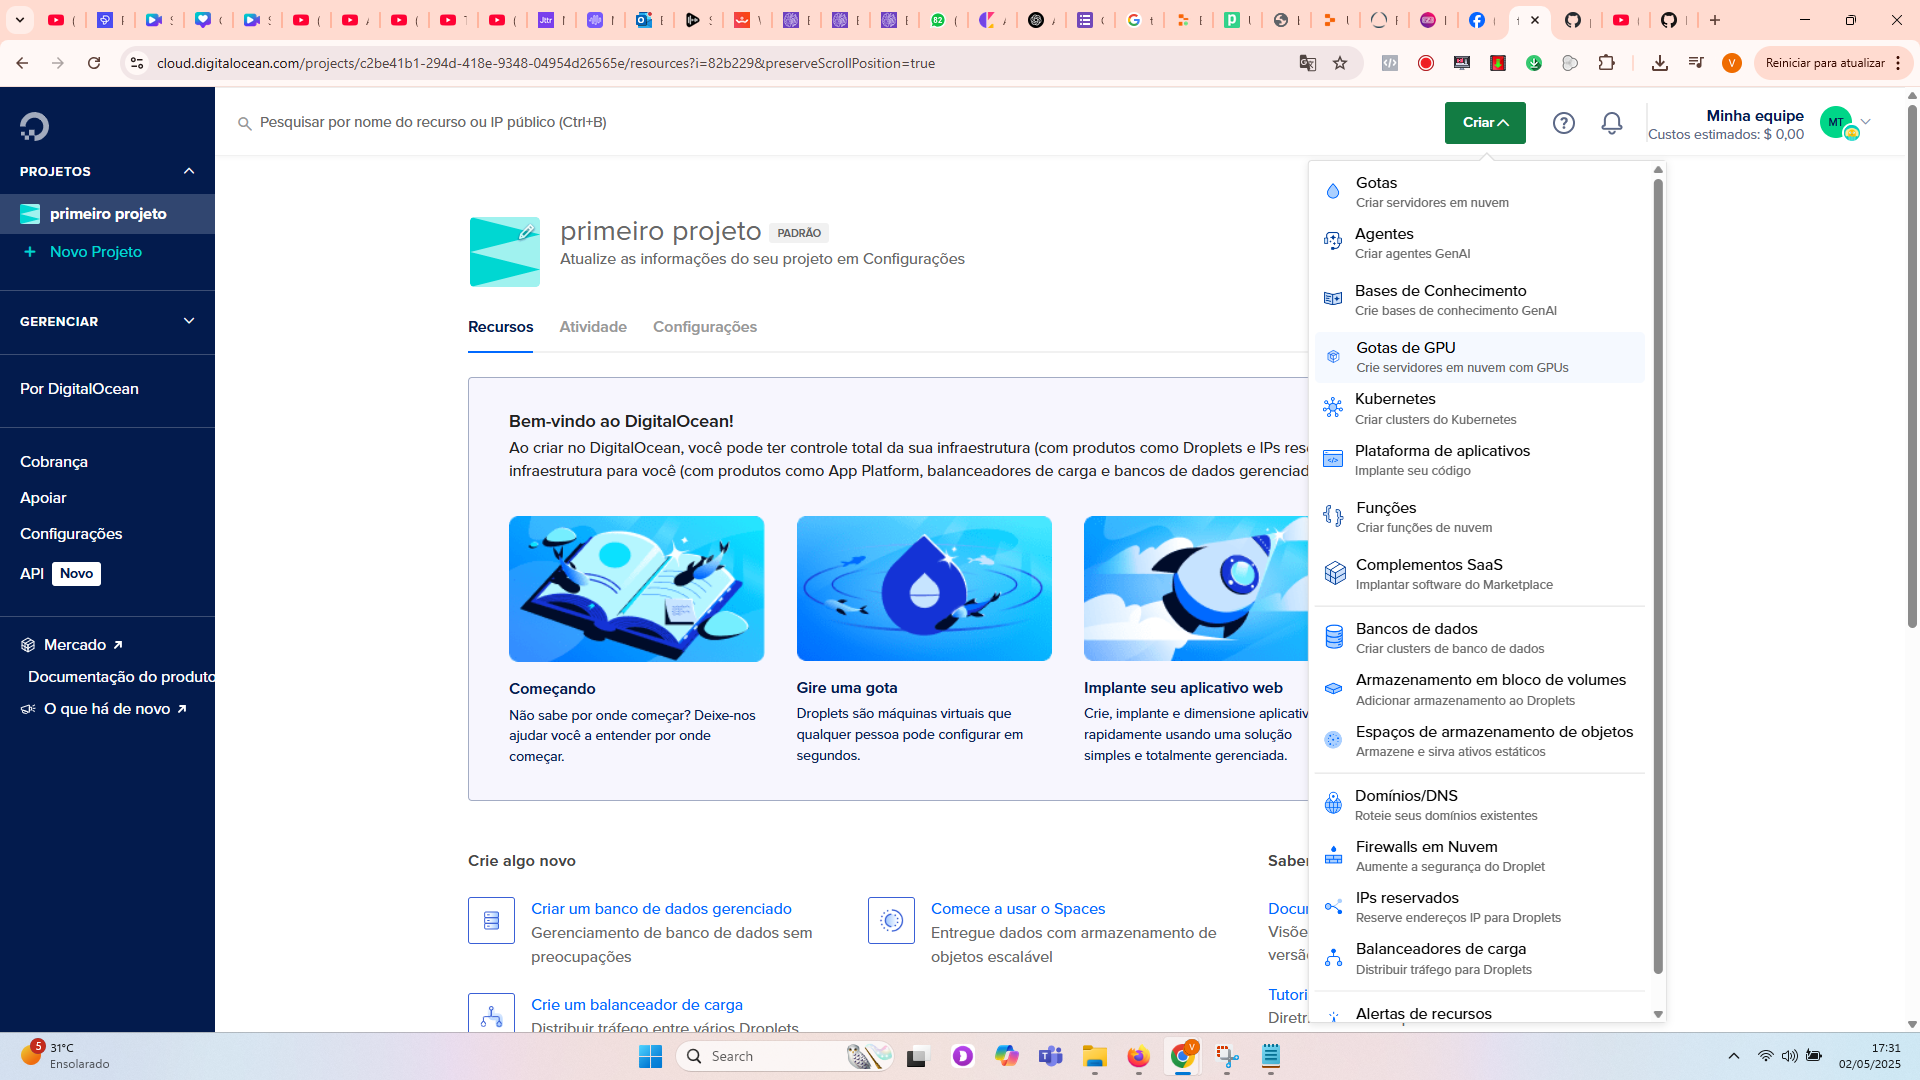 cloud.digitalocean.com/projects/c2be41b1-294d-418e-9348-04954d26565e/resources?i=82b229&preserveScrollPosition=true
Reiniciar para atualizar
Pesquisar por nome do recurso ou IP público (Ctrl+B)
Criar
Minha equipe
Custos estimados: $ 0,00
MT
PROJETOS
primeiro projeto
Novo Projeto
GERENCIAR
Por DigitalOcean
Cobrança
Apoiar
Configurações
API Novo
Mercado
Documentação do produto
O que há de novo
primeiro projeto PADRÃO
Atualize as informações do seu projeto em Configurações
Recursos Atividade Configurações
Bem-vindo ao DigitalOcean!
Ao criar no DigitalOcean, você pode ter controle total da sua infraestrutura (com produtos como Droplets e IPs rese
infraestrutura para você (com produtos como App Platform, balanceadores de carga e bancos de dados gerenciad
Começando
Não sabe por onde começar? Deixe-nos
ajudar você a entender por onde
começar.
Gire uma gota
Droplets são máquinas virtuais que
qualquer pessoa pode configurar em
segundos.
Implante seu aplicativo web
Crie, implante e dimensione aplicativ
rapidamente usando uma solução
simples e totalmente gerenciada.
Crie algo novo
Criar um banco de dados gerenciado
Gerenciamento de banco de dados sem
preocupações
Comece a usar o Spaces
Entregue dados com armazenamento de
objetos escalável
Crie um balanceador de carga
Distribuir tráfego entre vários Droplets
Saber
Docur
Visõe
versã
Tutori
Diretr
Gotas
Criar servidores em nuvem
Agentes
Criar agentes GenAI
Bases de Conhecimento
Crie bases de conhecimento GenAI
Gotas de GPU
Crie servidores em nuvem com GPUs
Kubernetes
Criar clusters do Kubernetes
Plataforma de aplicativos
Implante seu código
Funções
Criar funções de nuvem
Complementos SaaS
Implantar software do Marketplace
Bancos de dados
Criar clusters de banco de dados
Armazenamento em bloco de volumes
Adicionar armazenamento ao Droplets
Espaços de armazenamento de objetos
Armazene e sirva ativos estáticos
Domínios/DNS
Roteie seus domínios existentes
Firewalls em Nuvem
Aumente a segurança do Droplet
IPs reservados
Reserve endereços IP para Droplets
Balanceadores de carga
Distribuir tráfego para Droplets
Alertas de recursos
5
31°C
Ensolarado
Search
17:31
02/05/2025